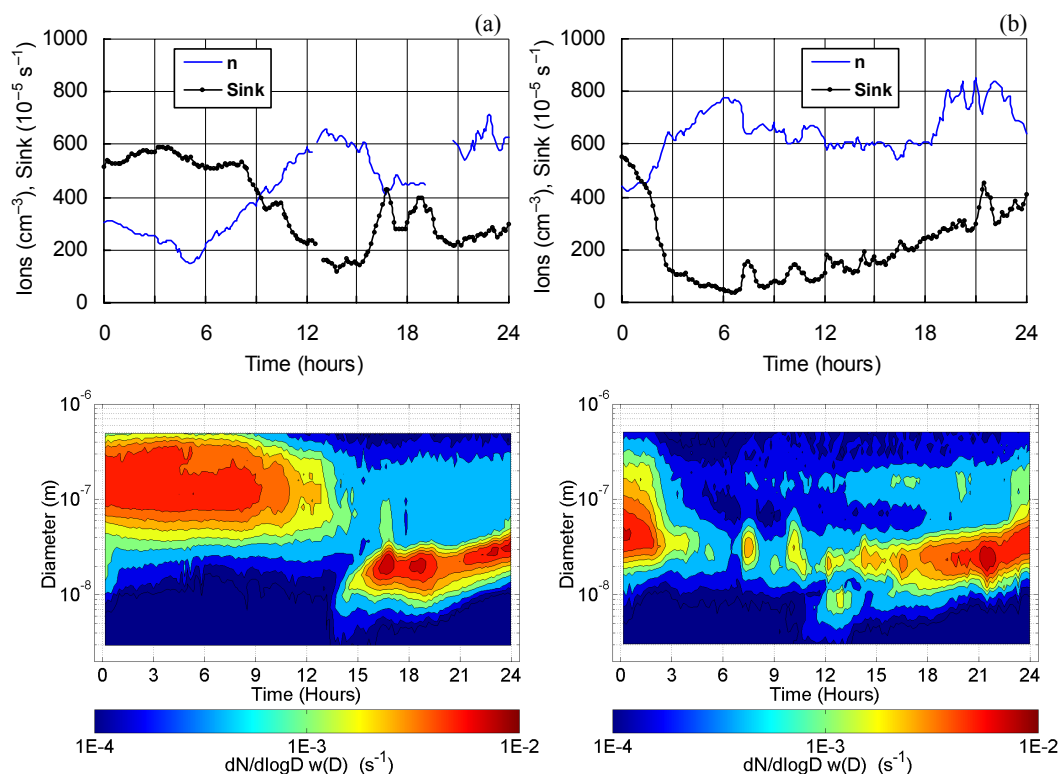 (a)
1000
800
600
400
200
0
Ions (cm⁻³), Sink (10⁻⁵ s⁻¹)
n
Sink
0 6 12 18 24
Time (hours)
(b)
1000
800
600
400
200
0
Ions (cm⁻³), Sink (10⁻⁵ s⁻¹)
n
Sink
0 6 12 18 24
Time (hours)
10⁻⁶
10⁻⁷
10⁻⁸
Diameter (m)
0 3 6 9 12 15 18 21 24
Time (Hours)
1E-4 1E-3 1E-2
dN/dlogD w(D) (s⁻¹)
10⁻⁶
10⁻⁷
10⁻⁸
Diameter (m)
0 3 6 9 12 15 18 21 24
Time (Hours)
1E-4 1E-3 1E-2
dN/dlogD w(D) (s⁻¹)